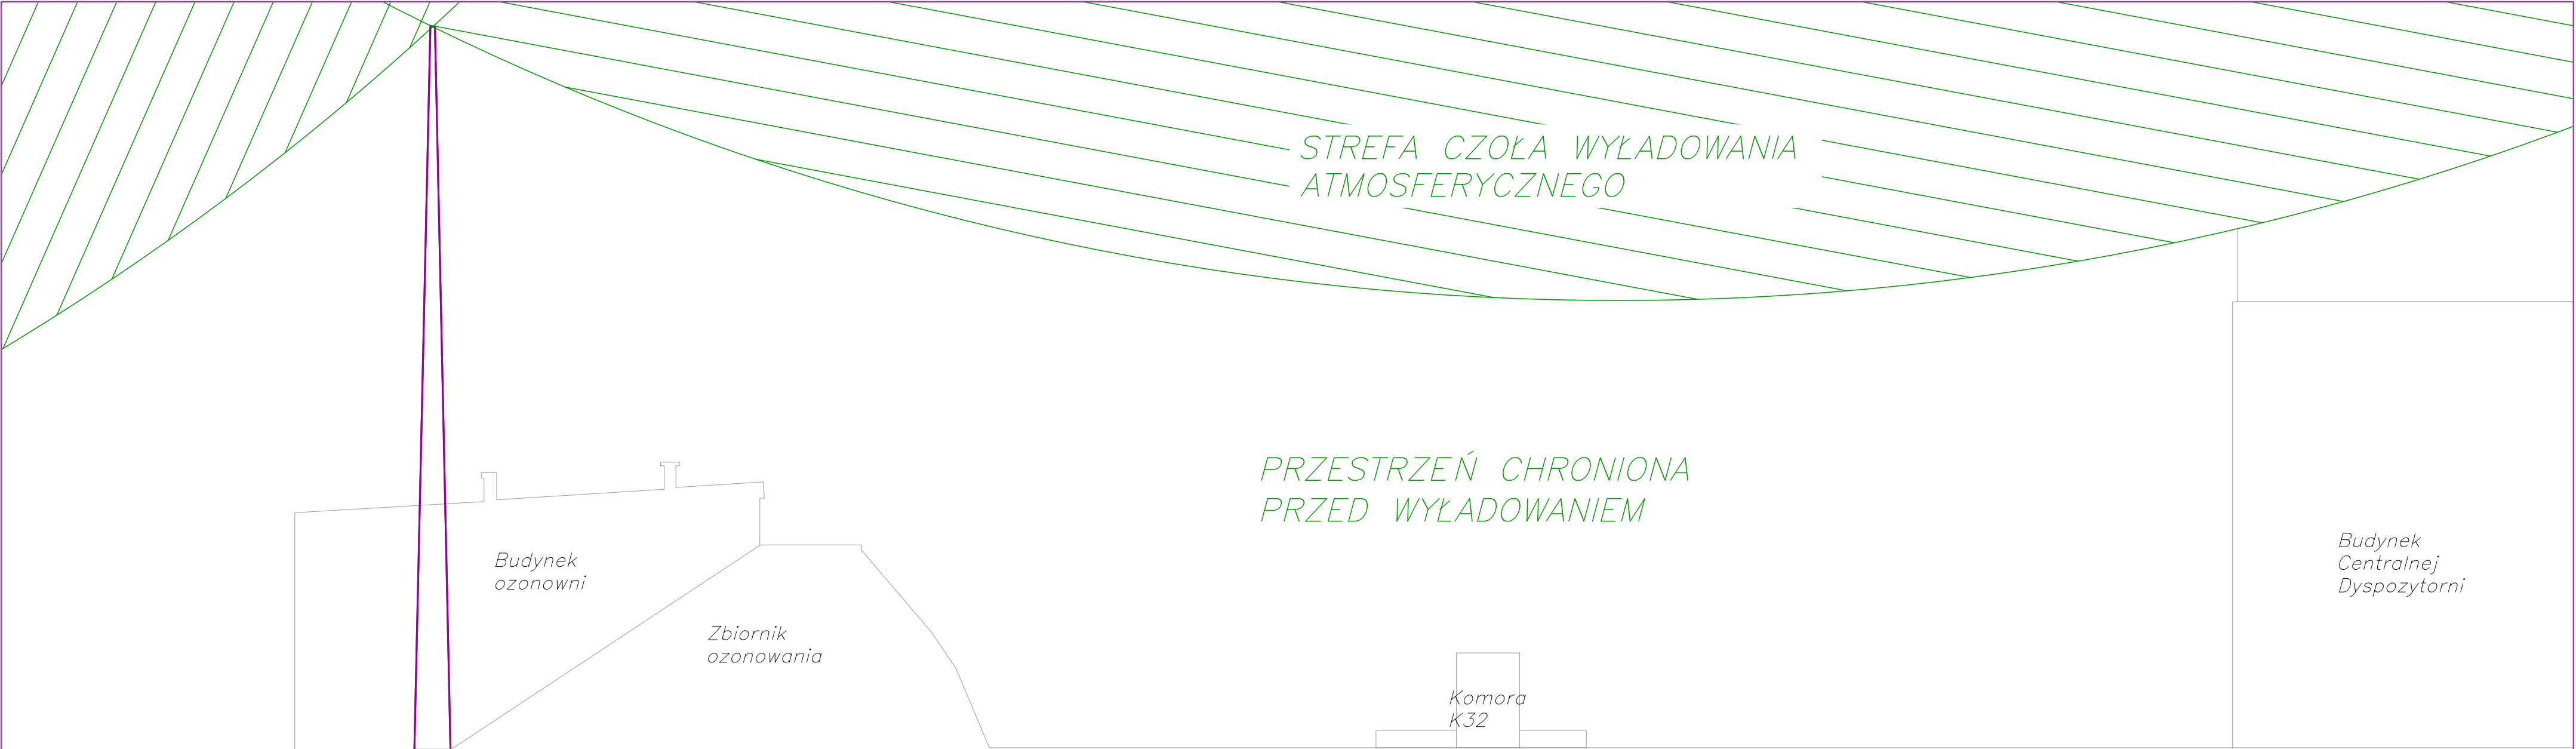 STREFA CZOŁA WYŁADOWANIA
ATMOSFERYCZNEGO
PRZESTRZEŃ CHRONIONA
PRZED WYŁADOWANIEM
Budynek
ozonowni
Zbiornik
ozonowania
Komora
K32
Budynek
Centralnej
Dyspozytorni